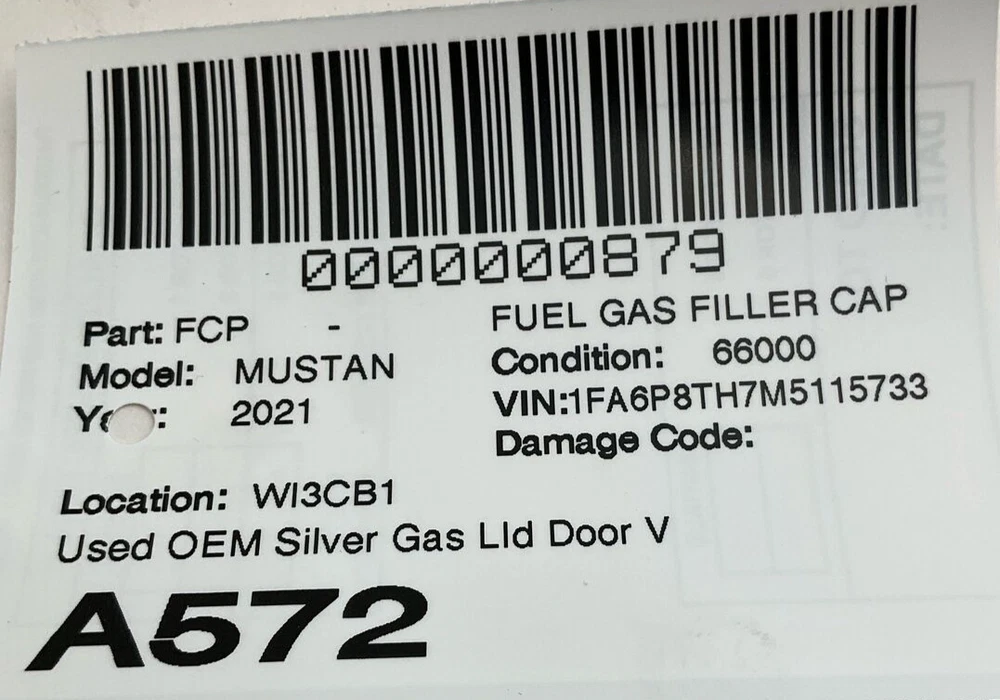 0000000879
Part: FCP -
FUEL GAS FILLER CAP
Model: MUSTAN
Condition: 66000
2021
VIN:1FA6P8TH7M5115733
Damage Code:
Location: WI3CB1
Used OEM Silver Gas LId Door V
A572